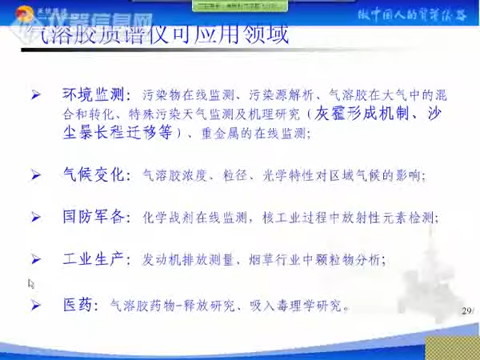 仪器信息网
做中国人的质谱仪器
气溶胶质谱仪可应用领域
➢ 环境监测：污染物在线监测、污染源解析、气溶胶在大气中的混
合和转化、特殊污染天气监测及机理研究（灰霍形成机制、沙
尘暴长程迁移等）、重金属的在线监测；
➢ 气候变化：气溶胶浓度、粒径、光学特性对区域气候的影响；
➢ 国防军备：化学战剂在线监测，核工业过程中放射性元素检测；
➢ 工业生产：发动机排放测量、烟草行业中颗粒物分析；
➢ 医药：气溶胶药物-释放研究、吸入毒理学研究。
29/